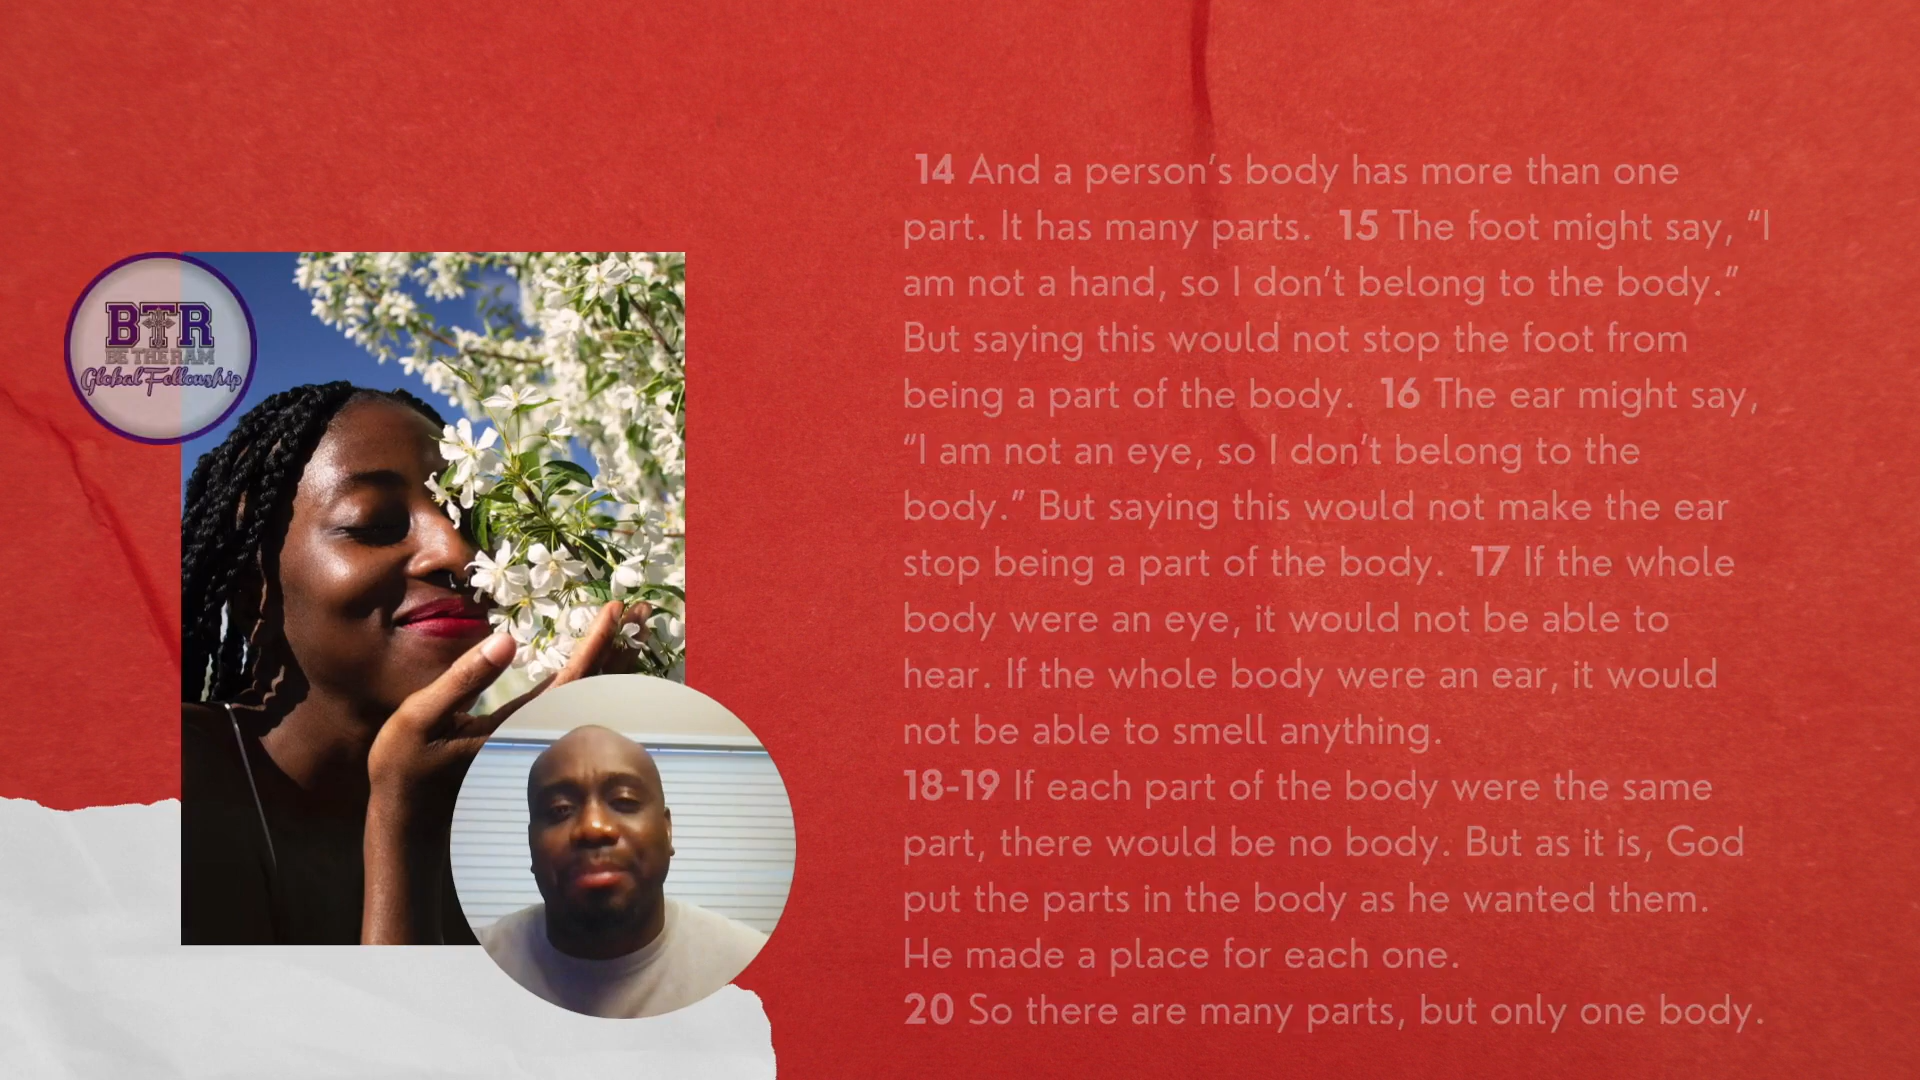 BTR
BE THE RAM
Global Fellowship
14 And a person’s body has more than one
part. It has many parts. 15 The foot might say, “I
am not a hand, so I don’t belong to the body.”
But saying this would not stop the foot from
being a part of the body. 16 The ear might say,
“I am not an eye, so I don’t belong to the
body.” But saying this would not make the ear
stop being a part of the body. 17 If the whole
body were an eye, it would not be able to
hear. If the whole body were an ear, it would
not be able to smell anything.
18-19 If each part of the body were the same
part, there would be no body. But as it is, God
put the parts in the body as he wanted them.
He made a place for each one.
20 So there are many parts, but only one body.